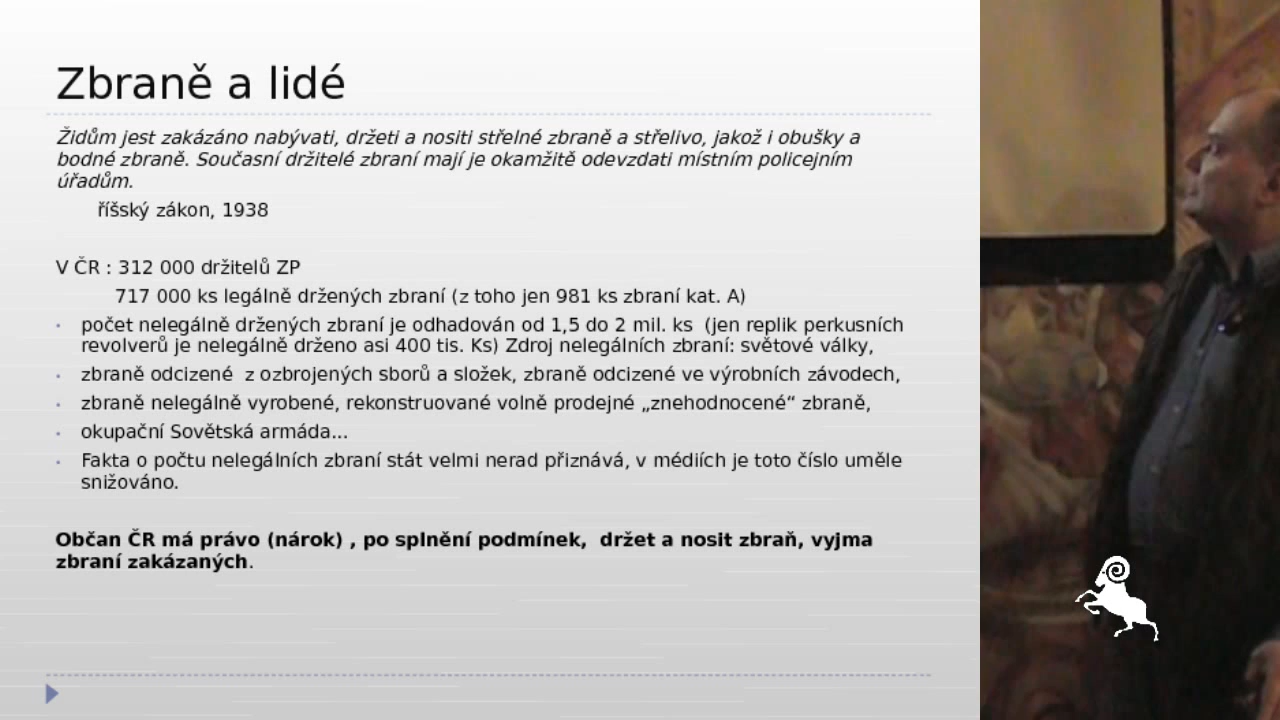 Zbraně a lidé
Židům jest zakázáno nabývati, držeti a nositi střelné zbraně a střelivo, jakož i obušky a
bodné zbraně. Současní držitelé zbraní mají je okamžitě odevzdati místním policejním
úřadům.
říšský zákon, 1938
V ČR : 312 000 držitelů ZP
717 000 ks legálně držených zbraní (z toho jen 981 ks zbraní kat. A)
• počet nelegálně držených zbraní je odhadován od 1,5 do 2 mil. ks  (jen replik perkusních
revolverů je nelegálně drženo asi 400 tis. Ks) Zdroj nelegálních zbraní: světové války,
• zbraně odcizené  z ozbrojených sborů a složek, zbraně odcizené ve výrobních závodech,
• zbraně nelegálně vyrobené, rekonstruované volně prodejné „znehodnocené“ zbraně,
• okupační Sovětská armáda...
• Fakta o počtu nelegálních zbraní stát velmi nerad přiznává, v médiích je toto číslo uměle
snižováno.
Občan ČR má právo (nárok) , po splnění podmínek,  držet a nosit zbraň, vyjma
zbraní zakázaných.